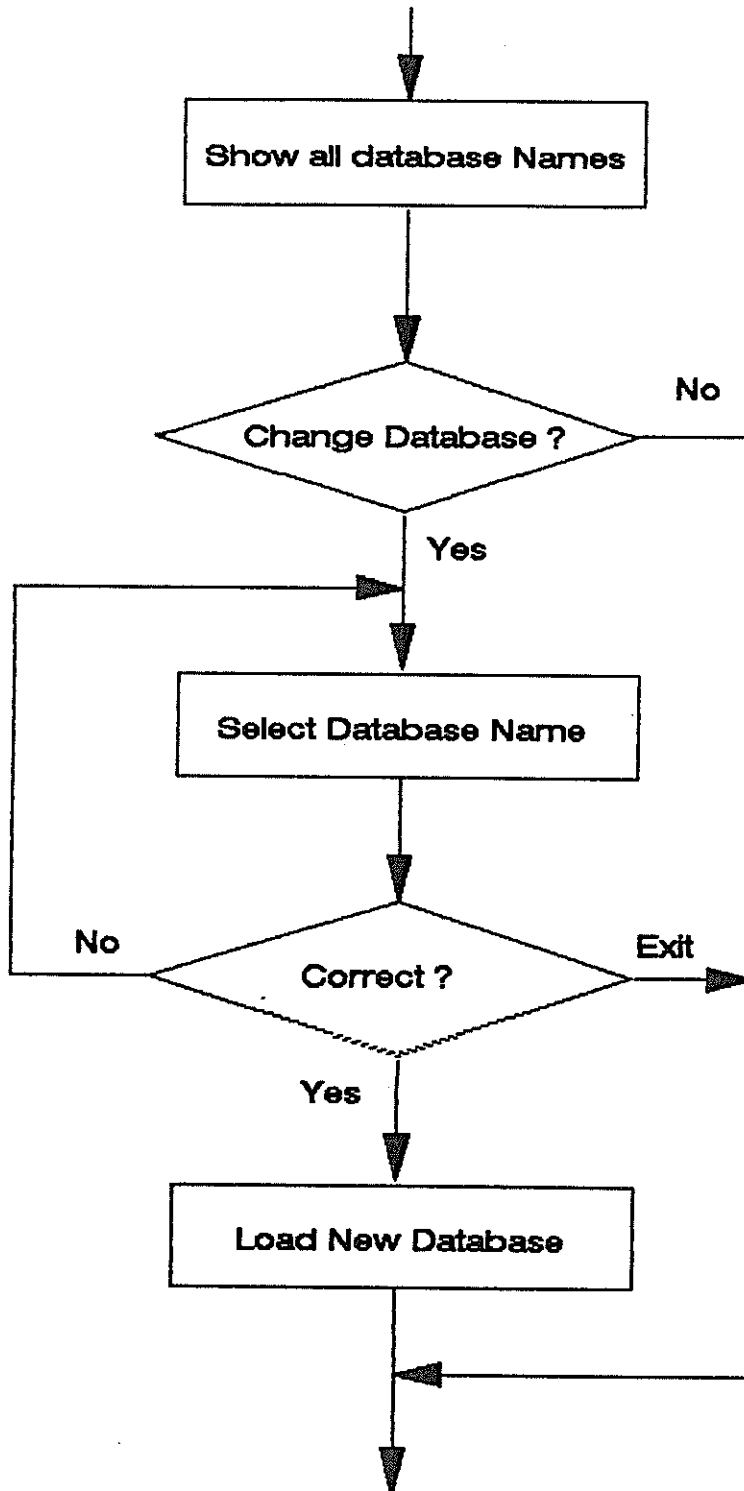 Show all database Names
No
Change Database ?
Yes
Select Database Name
No
Exit
Correct ?
Yes
Load New Database